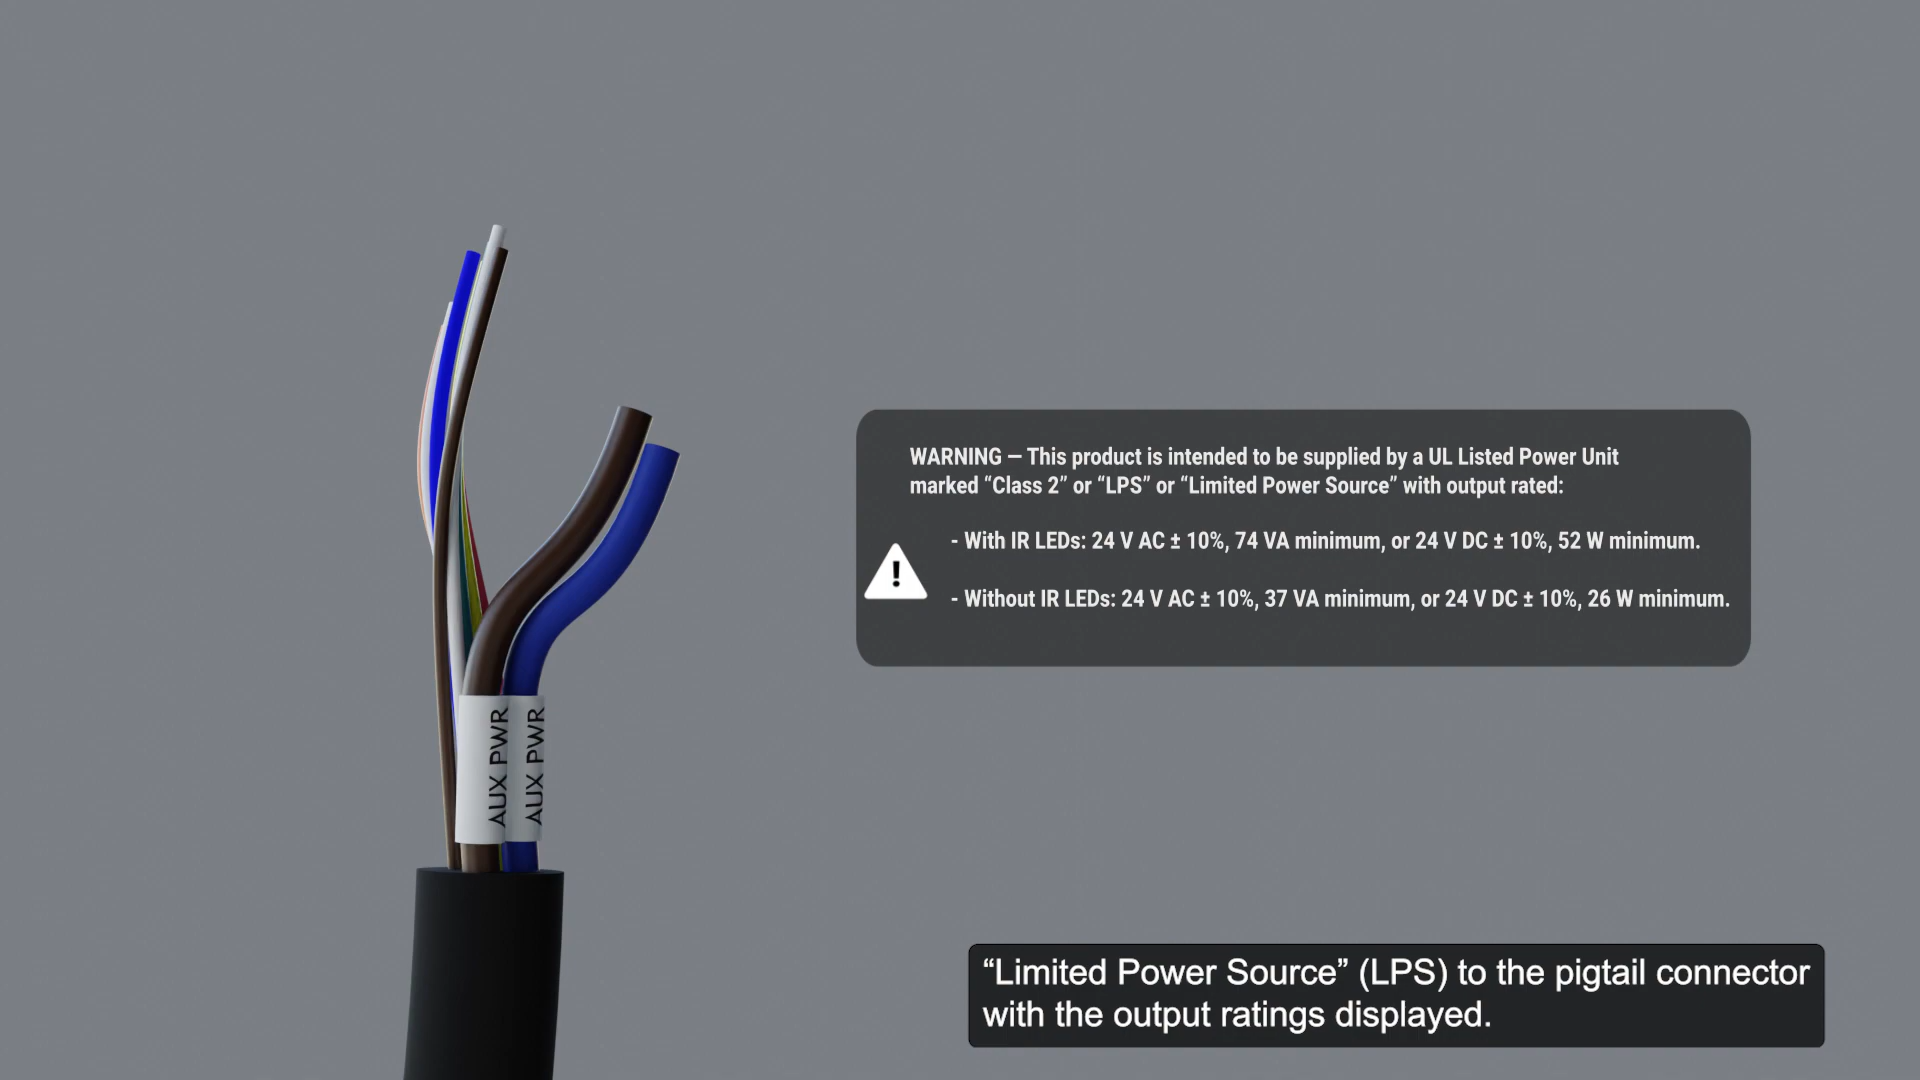 WARNING – This product is intended to be supplied by a UL Listed Power Unit
marked “Class 2” or “LPS” or “Limited Power Source” with output rated:
- With IR LEDs: 24 V AC ± 10%, 74 VA minimum, or 24 V DC ± 10%, 52 W minimum.
!
- Without IR LEDs: 24 V AC ± 10%, 37 VA minimum, or 24 V DC ± 10%, 26 W minimum.
AUX PWR
AUX PWR
“Limited Power Source” (LPS) to the pigtail connector
with the output ratings displayed.